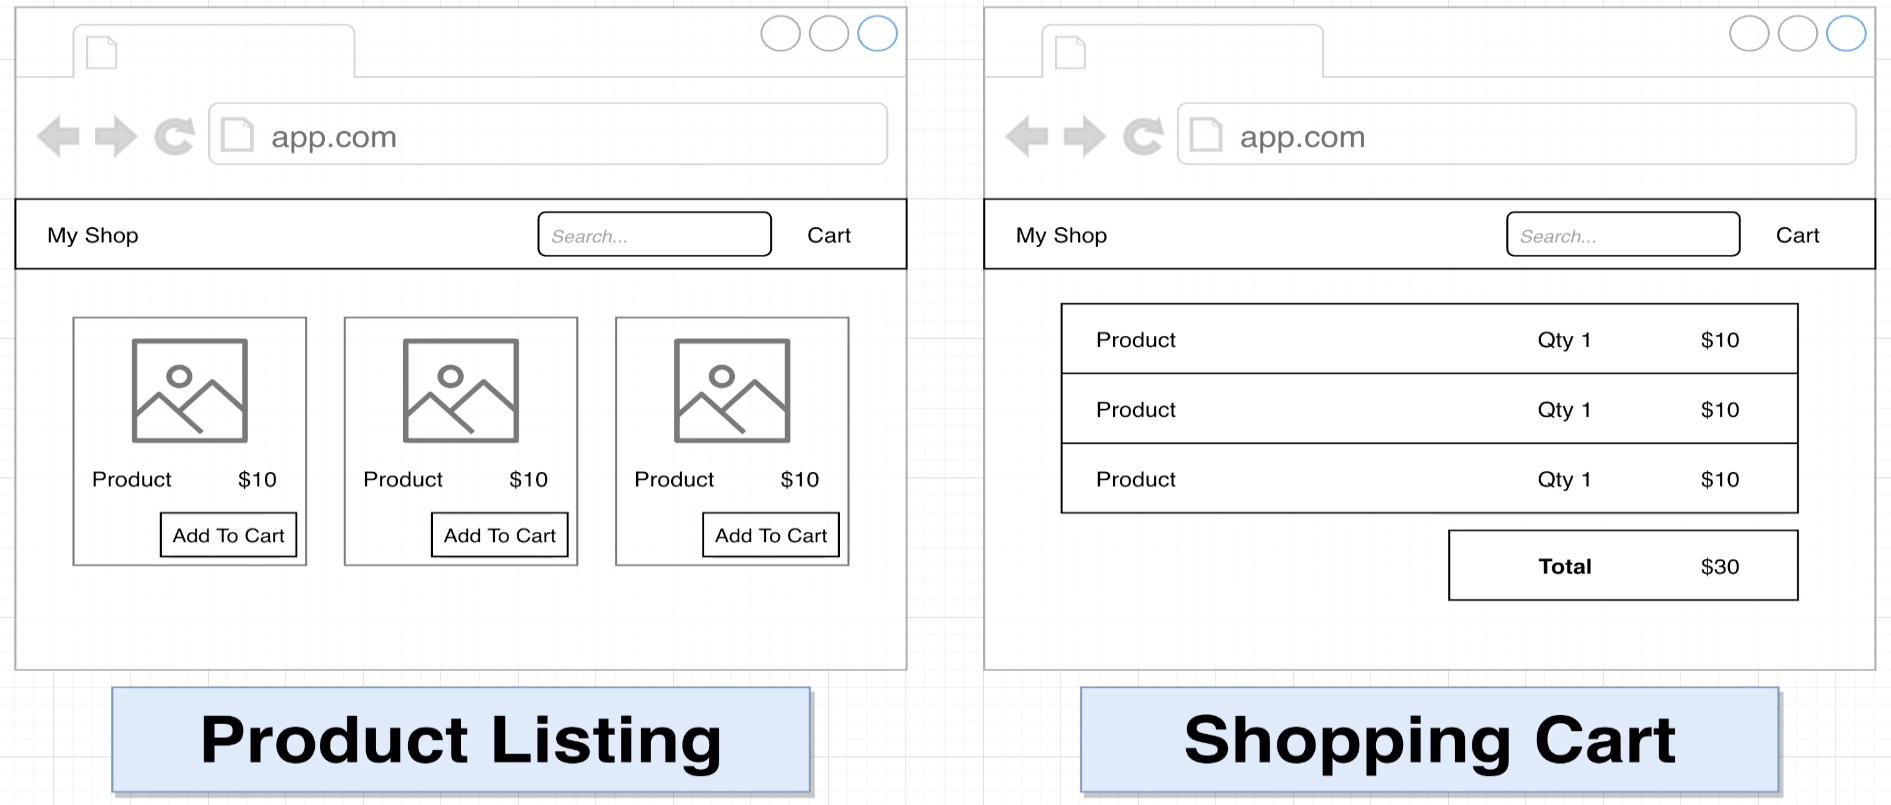 app.com
My Shop Search... Cart
Product $10 Product $10 Product $10
Add To Cart Add To Cart Add To Cart
Product Listing
app.com
My Shop Search... Cart
Product Qty 1 $10
Product Qty 1 $10
Product Qty 1 $10
Total $30
Shopping Cart